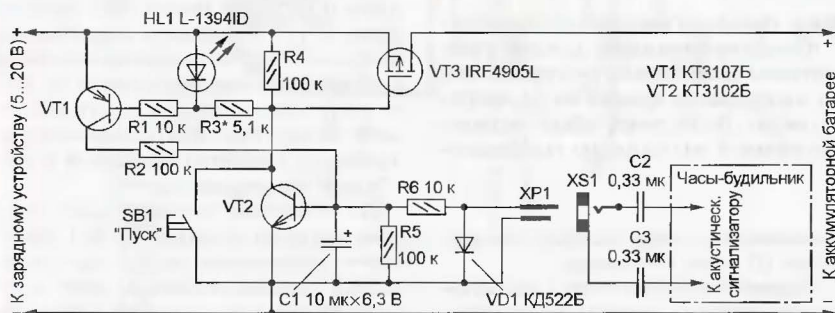 HL1 L-1394ID
К зарядному устройству (5...20 В)
+
R4
100 к
VT3 IRF4905L
VT1 КТ3107Б
VT2 КТ3102Б
+
К аккумуляторной батарее
VT1
R1 10 к
R3* 5,1 к
R2 100 к
SB1
"Пуск"
VT2
R6 10 к
XP1
XS1
C2
0,33 мк
Часы-будильник
К акустическ.
сигнализатору
C3
0,33 мк
+
R5
100 к
C1 10 мк×6,3 В
VD1 КД522Б
-
-